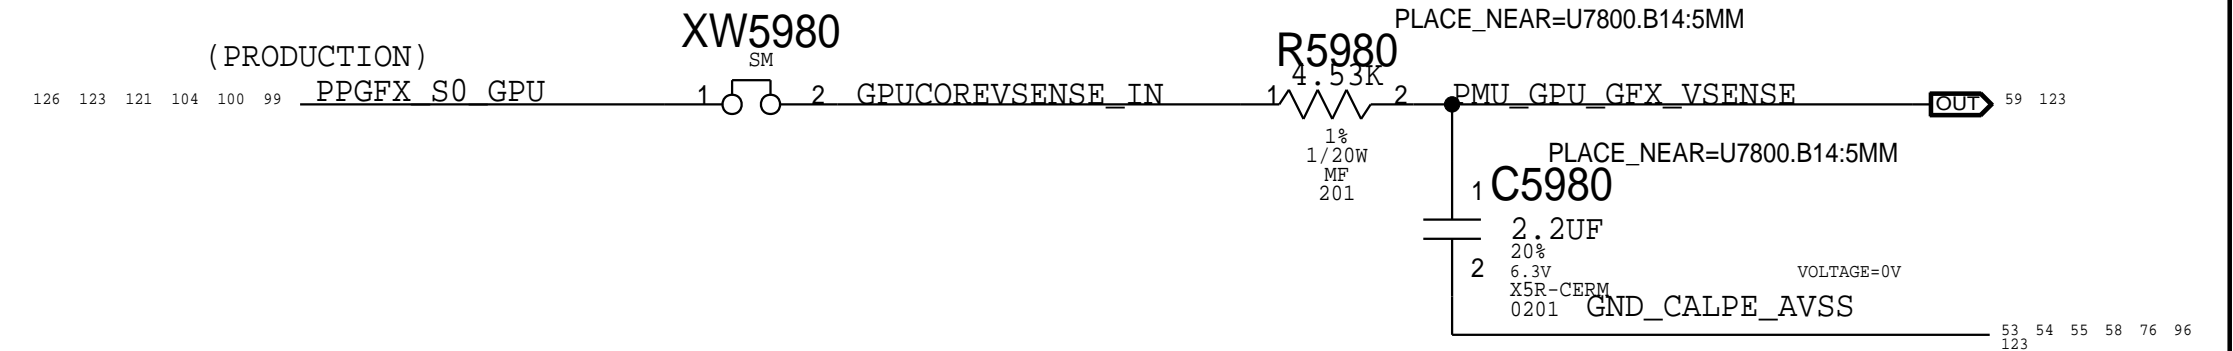 PLACE_NEAR=U7800.B14:5MM
XW5980
SM
R5980
4.53K
(PRODUCTION)
126 123 121 104 100 99 PPGFX_S0_GPU 1 2 GPUCOREVSENSE_IN 1 2 PMU_GPU_GFX_VSENSE OUT 59 123
1%
1/20W
MF
201
PLACE_NEAR=U7800.B14:5MM
1 C5980
2.2UF
20%
2 6.3V VOLTAGE=0V
X5R-CERM
0201 GND_CALPE_AVSS
53 54 55 58 76 96
123